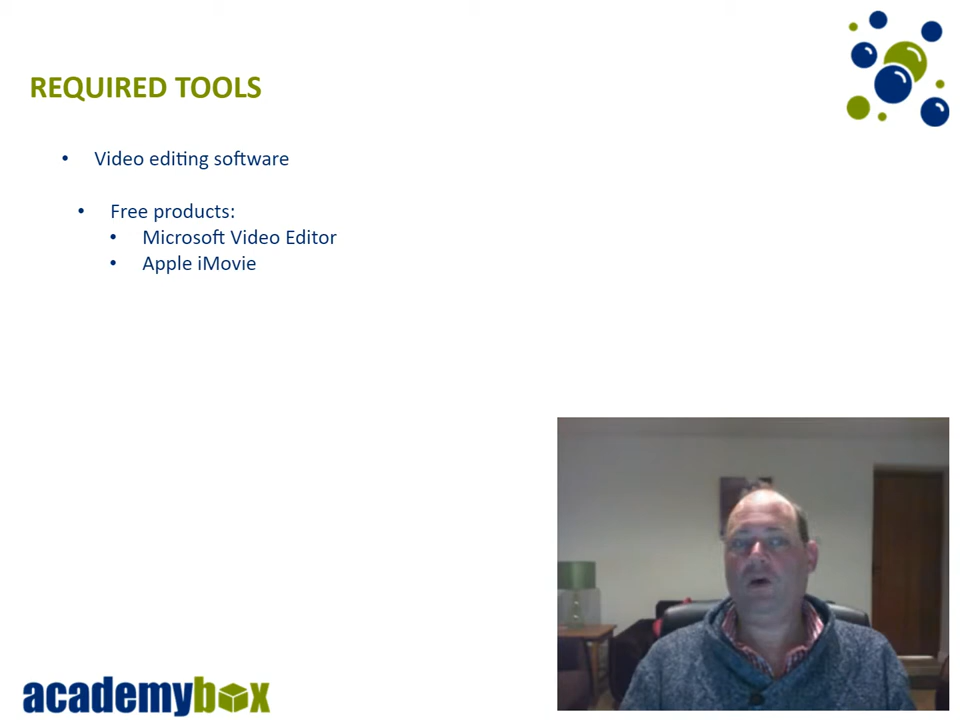 REQUIRED TOOLS
• Video editing software
• Free products:
• Microsoft Video Editor
• Apple iMovie
academybox